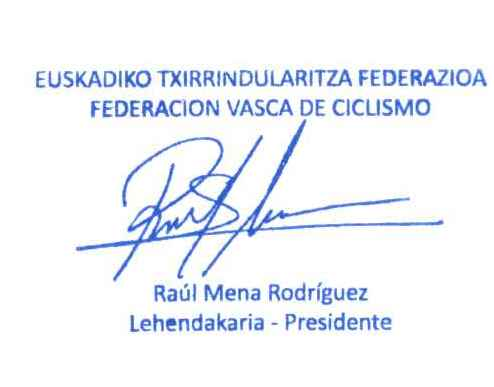 EUSKADIKO TXIRRINDULARITZA FEDERAZIOA
FEDERACION VASCA DE CICLISMO
Raúl Mena Rodríguez
Lehendakaria - Presidente